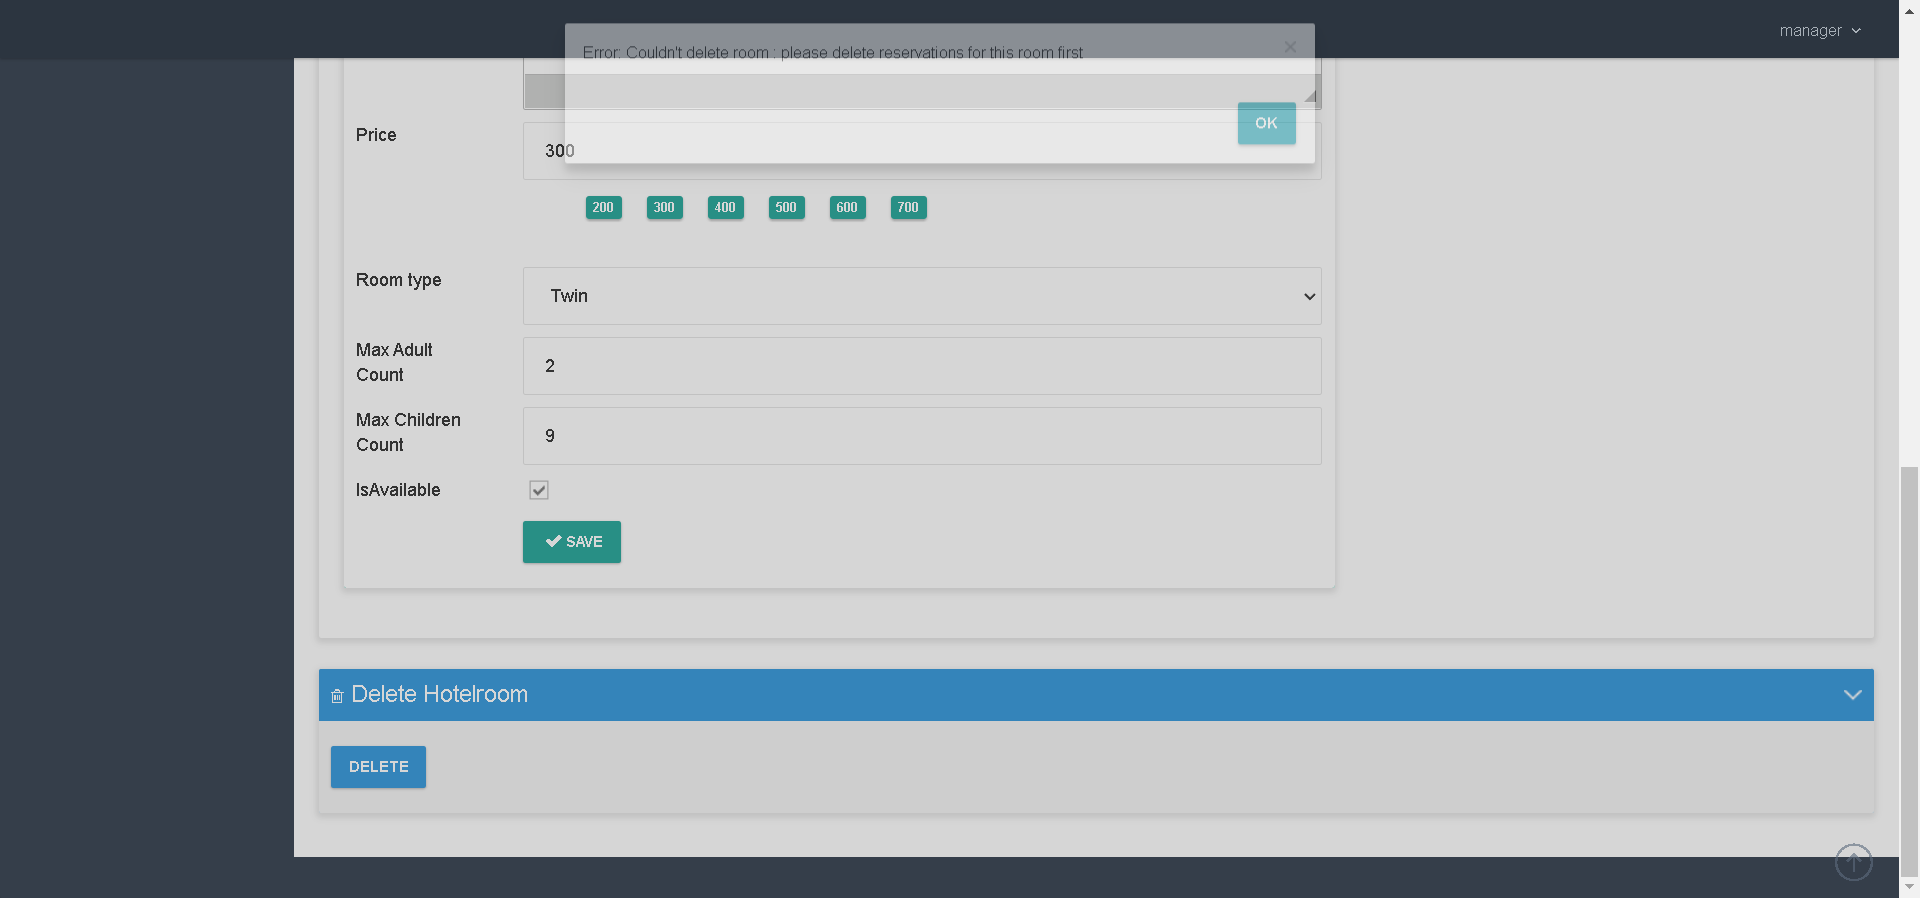 manager
Error: Couldn't delete room : please delete reservations for this room first
×
OK
Price
300
200 300 400 500 600 700
Room type
Twin
Max Adult
Count
2
Max Children
Count
9
IsAvailable
SAVE
Delete Hotelroom
DELETE